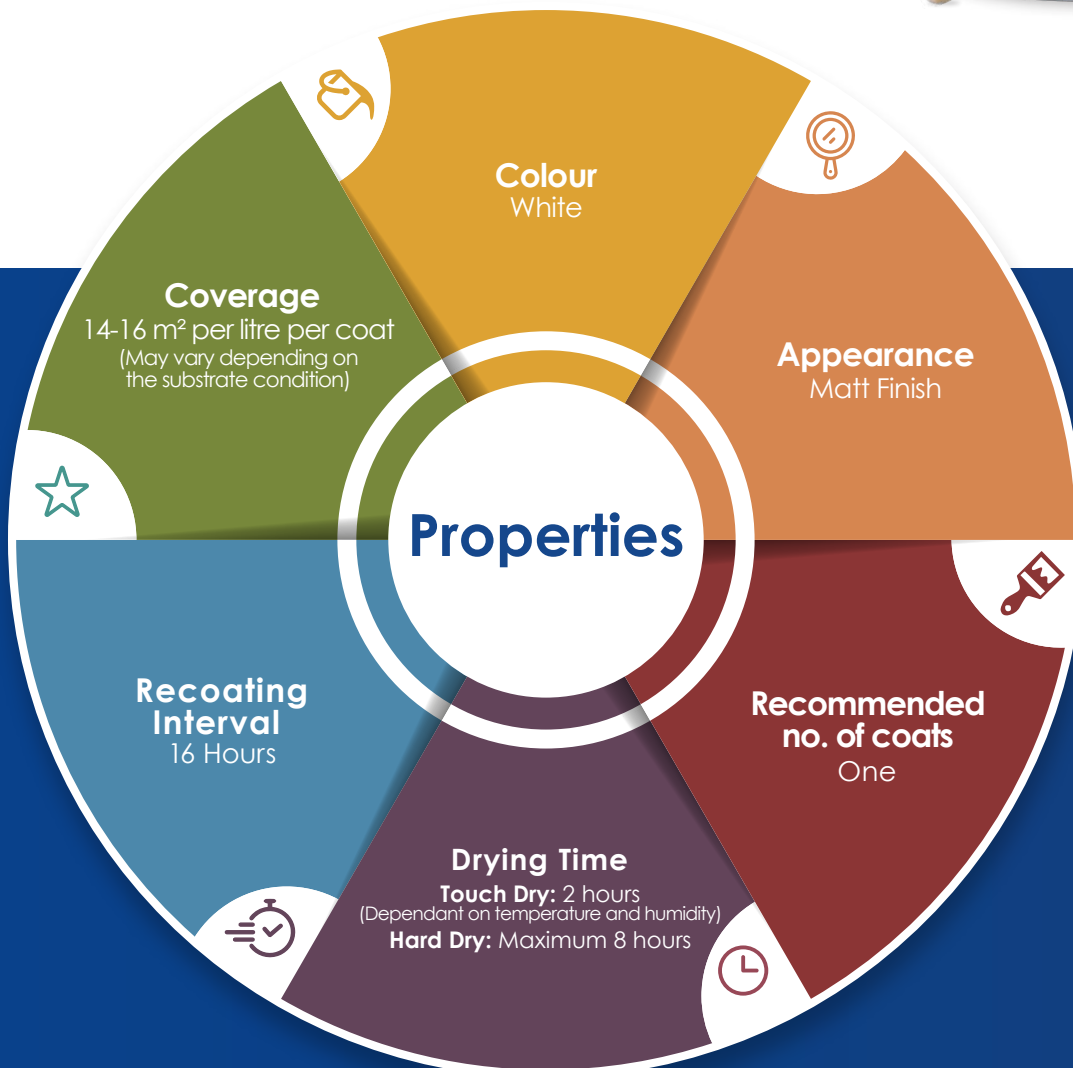 Colour
White
Appearance
Matt Finish
Recommended
no. of coats
One
Drying Time
Touch Dry: 2 hours
(Dependant on temperature and humidity)
Hard Dry: Maximum 8 hours
Recoating
Interval
16 Hours
Coverage
14-16 m² per litre per coat
(May vary depending on
the substrate condition)
Properties